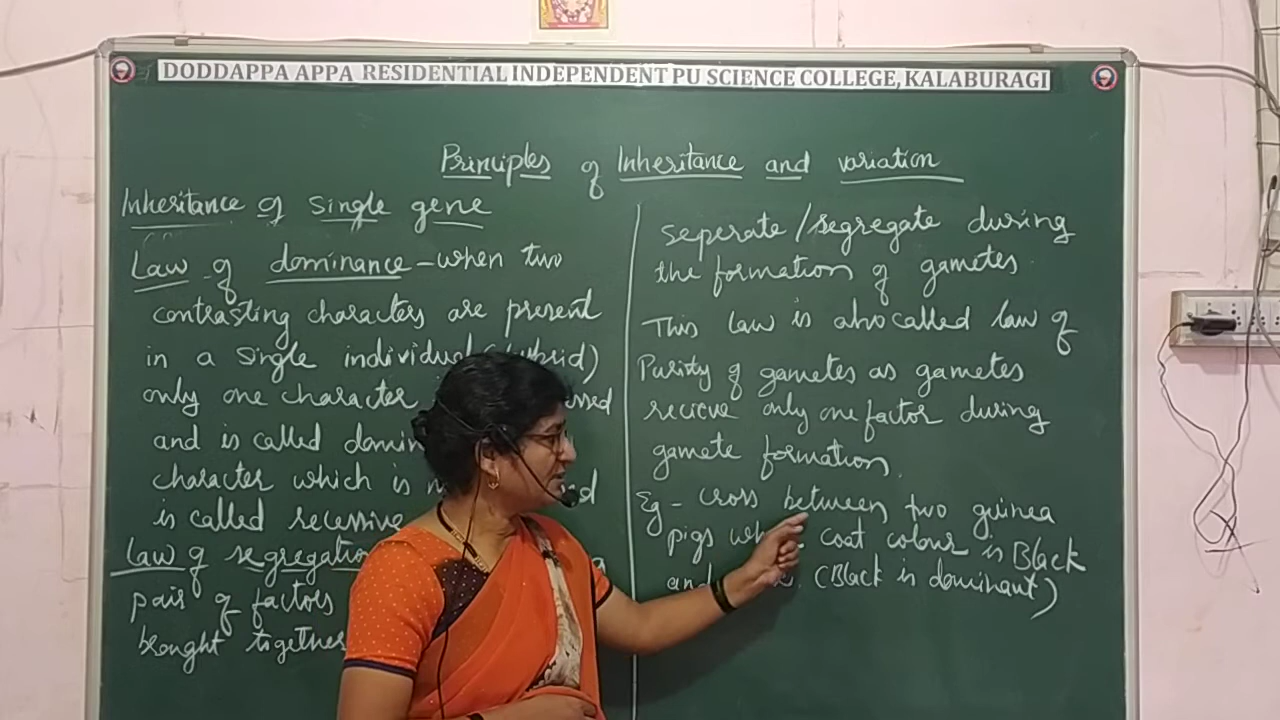 DODDAPPA APPA RESIDENTIAL INDEPENDENT PU SCIENCE COLLEGE, KALABURAGI
Principles of Inheritance and variation
Inheritance of single gene
Law of dominance - when two
contrasting characters are present
in a single individual
only one character
and is called
character which is
is called recessive
law of
pair of factors
brought together
seperate/segregate during
the formation of gametes
This law is also called law of
Purity of gametes as gametes
recieve only one factor during
gamete formation.
Eg - cross between two guinea
pigs coat colour is Black
and (Black is dominant)